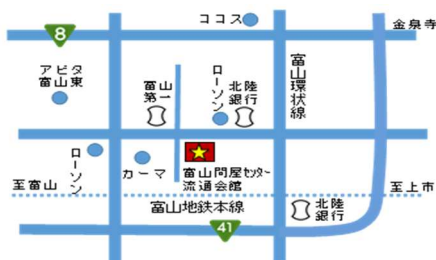 ココス
金泉寺
8
アピタ
富山東
富山
第一
ローソン
北陸
銀行
富山環状線
ローソン
カーマ
富山問屋センター
流通会館
至富山
至上市
富山地鉄本線
北陸
銀行
41